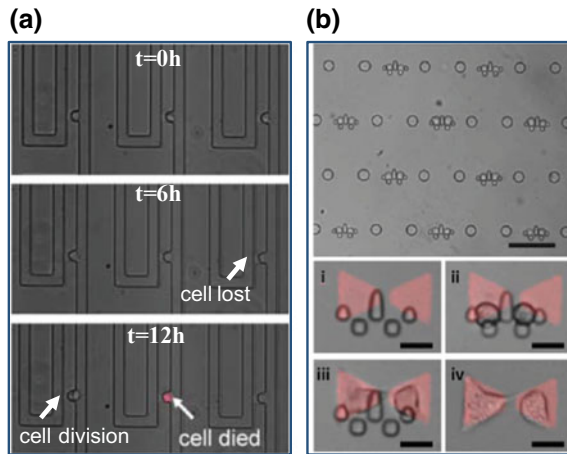 (a)
t=0h
t=6h
cell lost
t=12h
cell division
cell died
(b)
i
ii
iii
iv